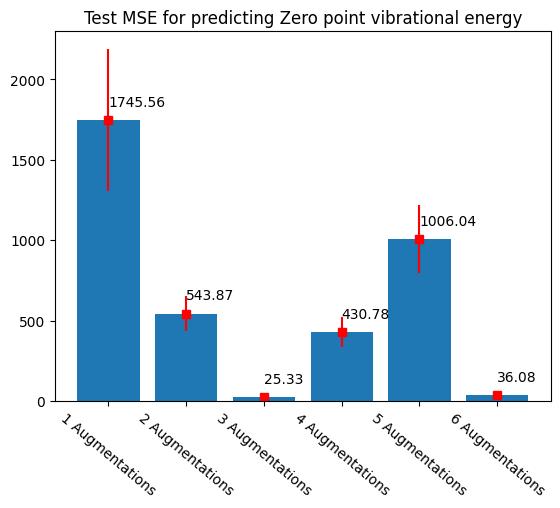 Test MSE for predicting Zero point vibrational energy
2000
1500
1000
500
0
1745.56
543.87
25.33
430.78
1006.04
36.08
1 Augmentations
2 Augmentations
3 Augmentations
4 Augmentations
5 Augmentations
6 Augmentations